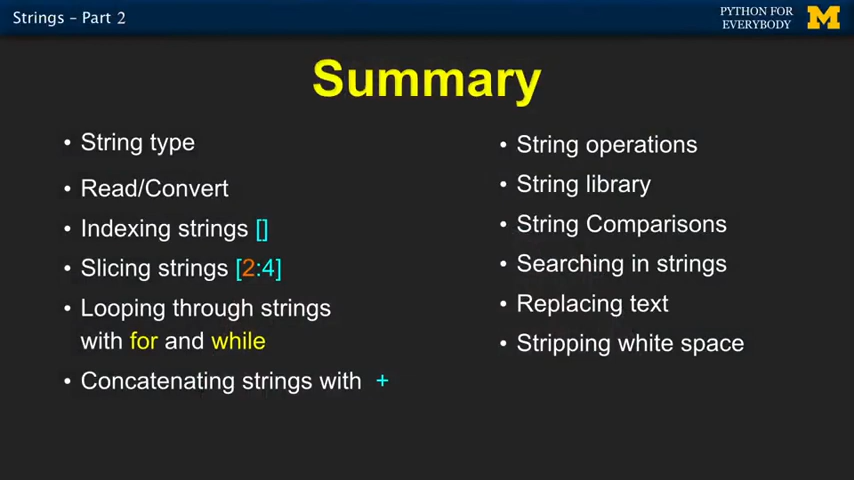 Strings – Part 2
PYTHON FOR
EVERYBODY
M
Summary
• String type
• Read/Convert
• Indexing strings []
• Slicing strings [2:4]
• Looping through strings
with for and while
• Concatenating strings with +
• String operations
• String library
• String Comparisons
• Searching in strings
• Replacing text
• Stripping white space